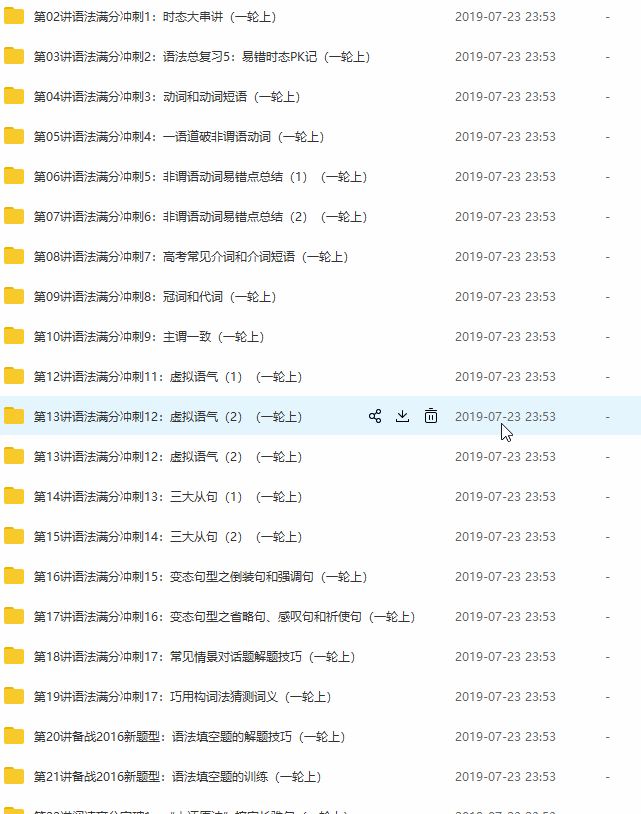 第02讲语法满分冲刺1：时态大串讲（一轮上） 2019-07-23 23:53 -
第03讲语法满分冲刺2：语法总复习5：易错时态PK记（一轮上） 2019-07-23 23:53 -
第04讲语法满分冲刺3：动词和动词短语（一轮上） 2019-07-23 23:53 -
第05讲语法满分冲刺4：一语道破非谓语动词（一轮上） 2019-07-23 23:53 -
第06讲语法满分冲刺5：非谓语动词易错点总结（1）（一轮上） 2019-07-23 23:53 -
第07讲语法满分冲刺6：非谓语动词易错点总结（2）（一轮上） 2019-07-23 23:53 -
第08讲语法满分冲刺7：高考常见介词和介词短语（一轮上） 2019-07-23 23:53 -
第09讲语法满分冲刺8：冠词和代词（一轮上） 2019-07-23 23:53 -
第10讲语法满分冲刺9：主谓一致（一轮上） 2019-07-23 23:53 -
第12讲语法满分冲刺11：虚拟语气（1）（一轮上） 2019-07-23 23:53 -
第13讲语法满分冲刺12：虚拟语气（2）（一轮上） 2019-07-23 23:53 -
第13讲语法满分冲刺12：虚拟语气（2）（一轮上） 2019-07-23 23:53 -
第14讲语法满分冲刺13：三大从句（1）（一轮上） 2019-07-23 23:53 -
第15讲语法满分冲刺14：三大从句（2）（一轮上） 2019-07-23 23:53 -
第16讲语法满分冲刺15：变态句型之倒装句和强调句（一轮上） 2019-07-23 23:53 -
第17讲语法满分冲刺16：变态句型之省略句、感叹句和祈使句（一轮上） 2019-07-23 23:53 -
第18讲语法满分冲刺17：常见情景对话题解题技巧（一轮上） 2019-07-23 23:53 -
第19讲语法满分冲刺17：巧用构词法猜测词义（一轮上） 2019-07-23 23:53 -
第20讲备战2016新题型：语法填空题的解题技巧（一轮上） 2019-07-23 23:53 -
第21讲备战2016新题型：语法填空题的训练（一轮上） 2019-07-23 23:53 -